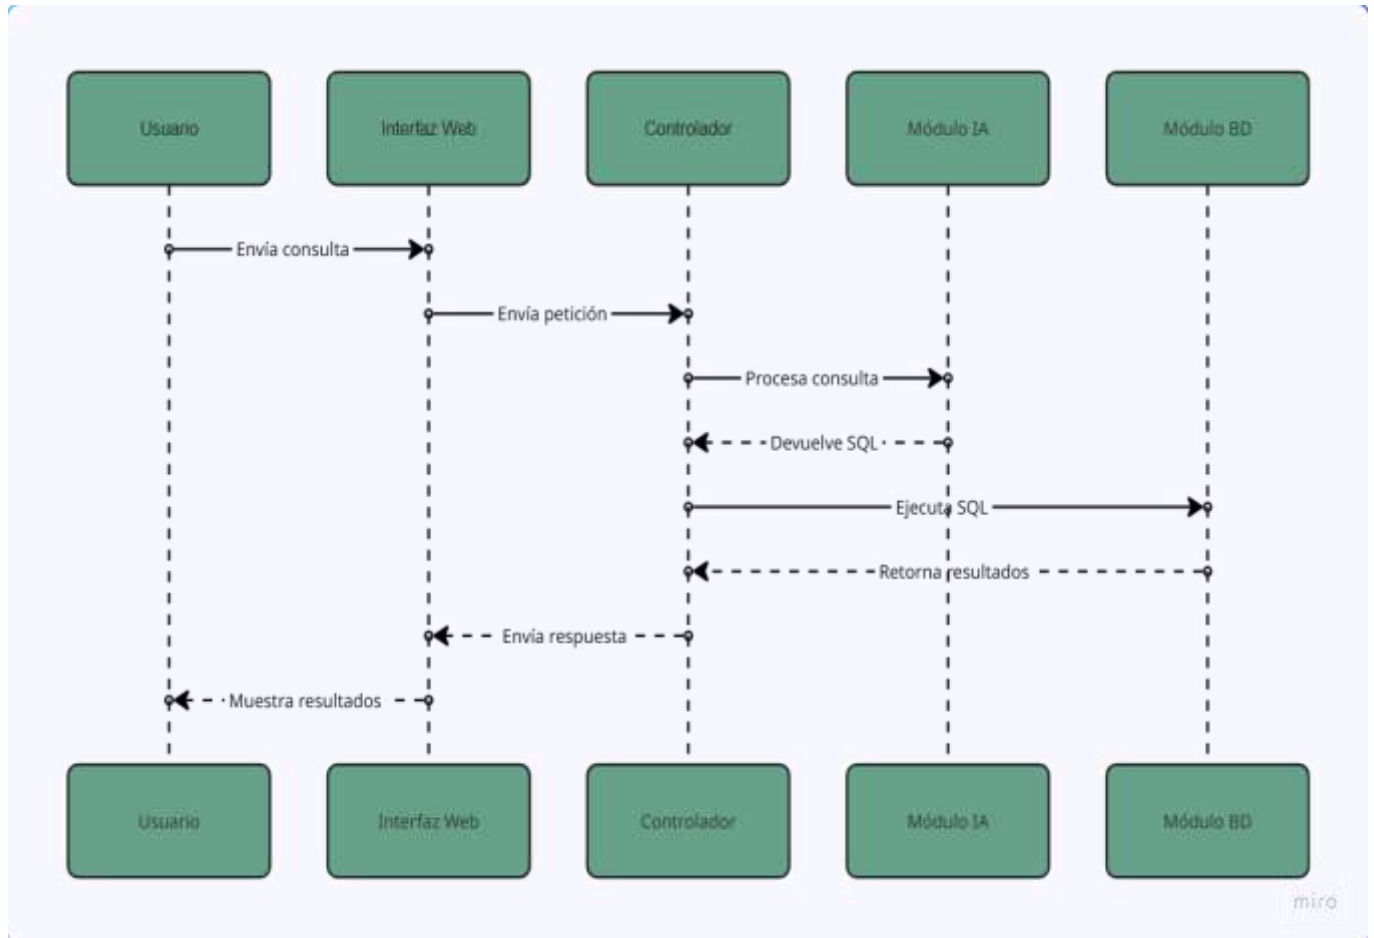 Usuario
Interfaz Web
Controlador
Módulo IA
Módulo BD
Envía consulta
Envía petición
Procesa consulta
Devuelve SQL
Ejecuta SQL
Retorna resultados
Envía respuesta
Muestra resultados
Usuario
Interfaz Web
Controlador
Módulo IA
Módulo BD
miro